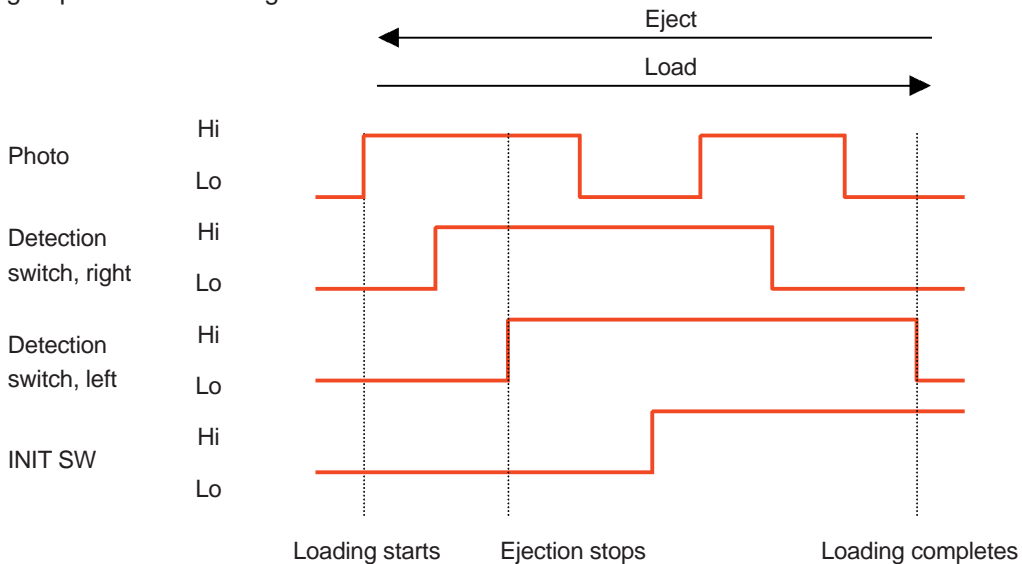 Eject
Load
Photo
Hi
Lo
Detection
switch, right
Hi
Lo
Detection
switch, left
Hi
Lo
INIT SW
Hi
Lo
Loading starts
Ejection stops
Loading completes